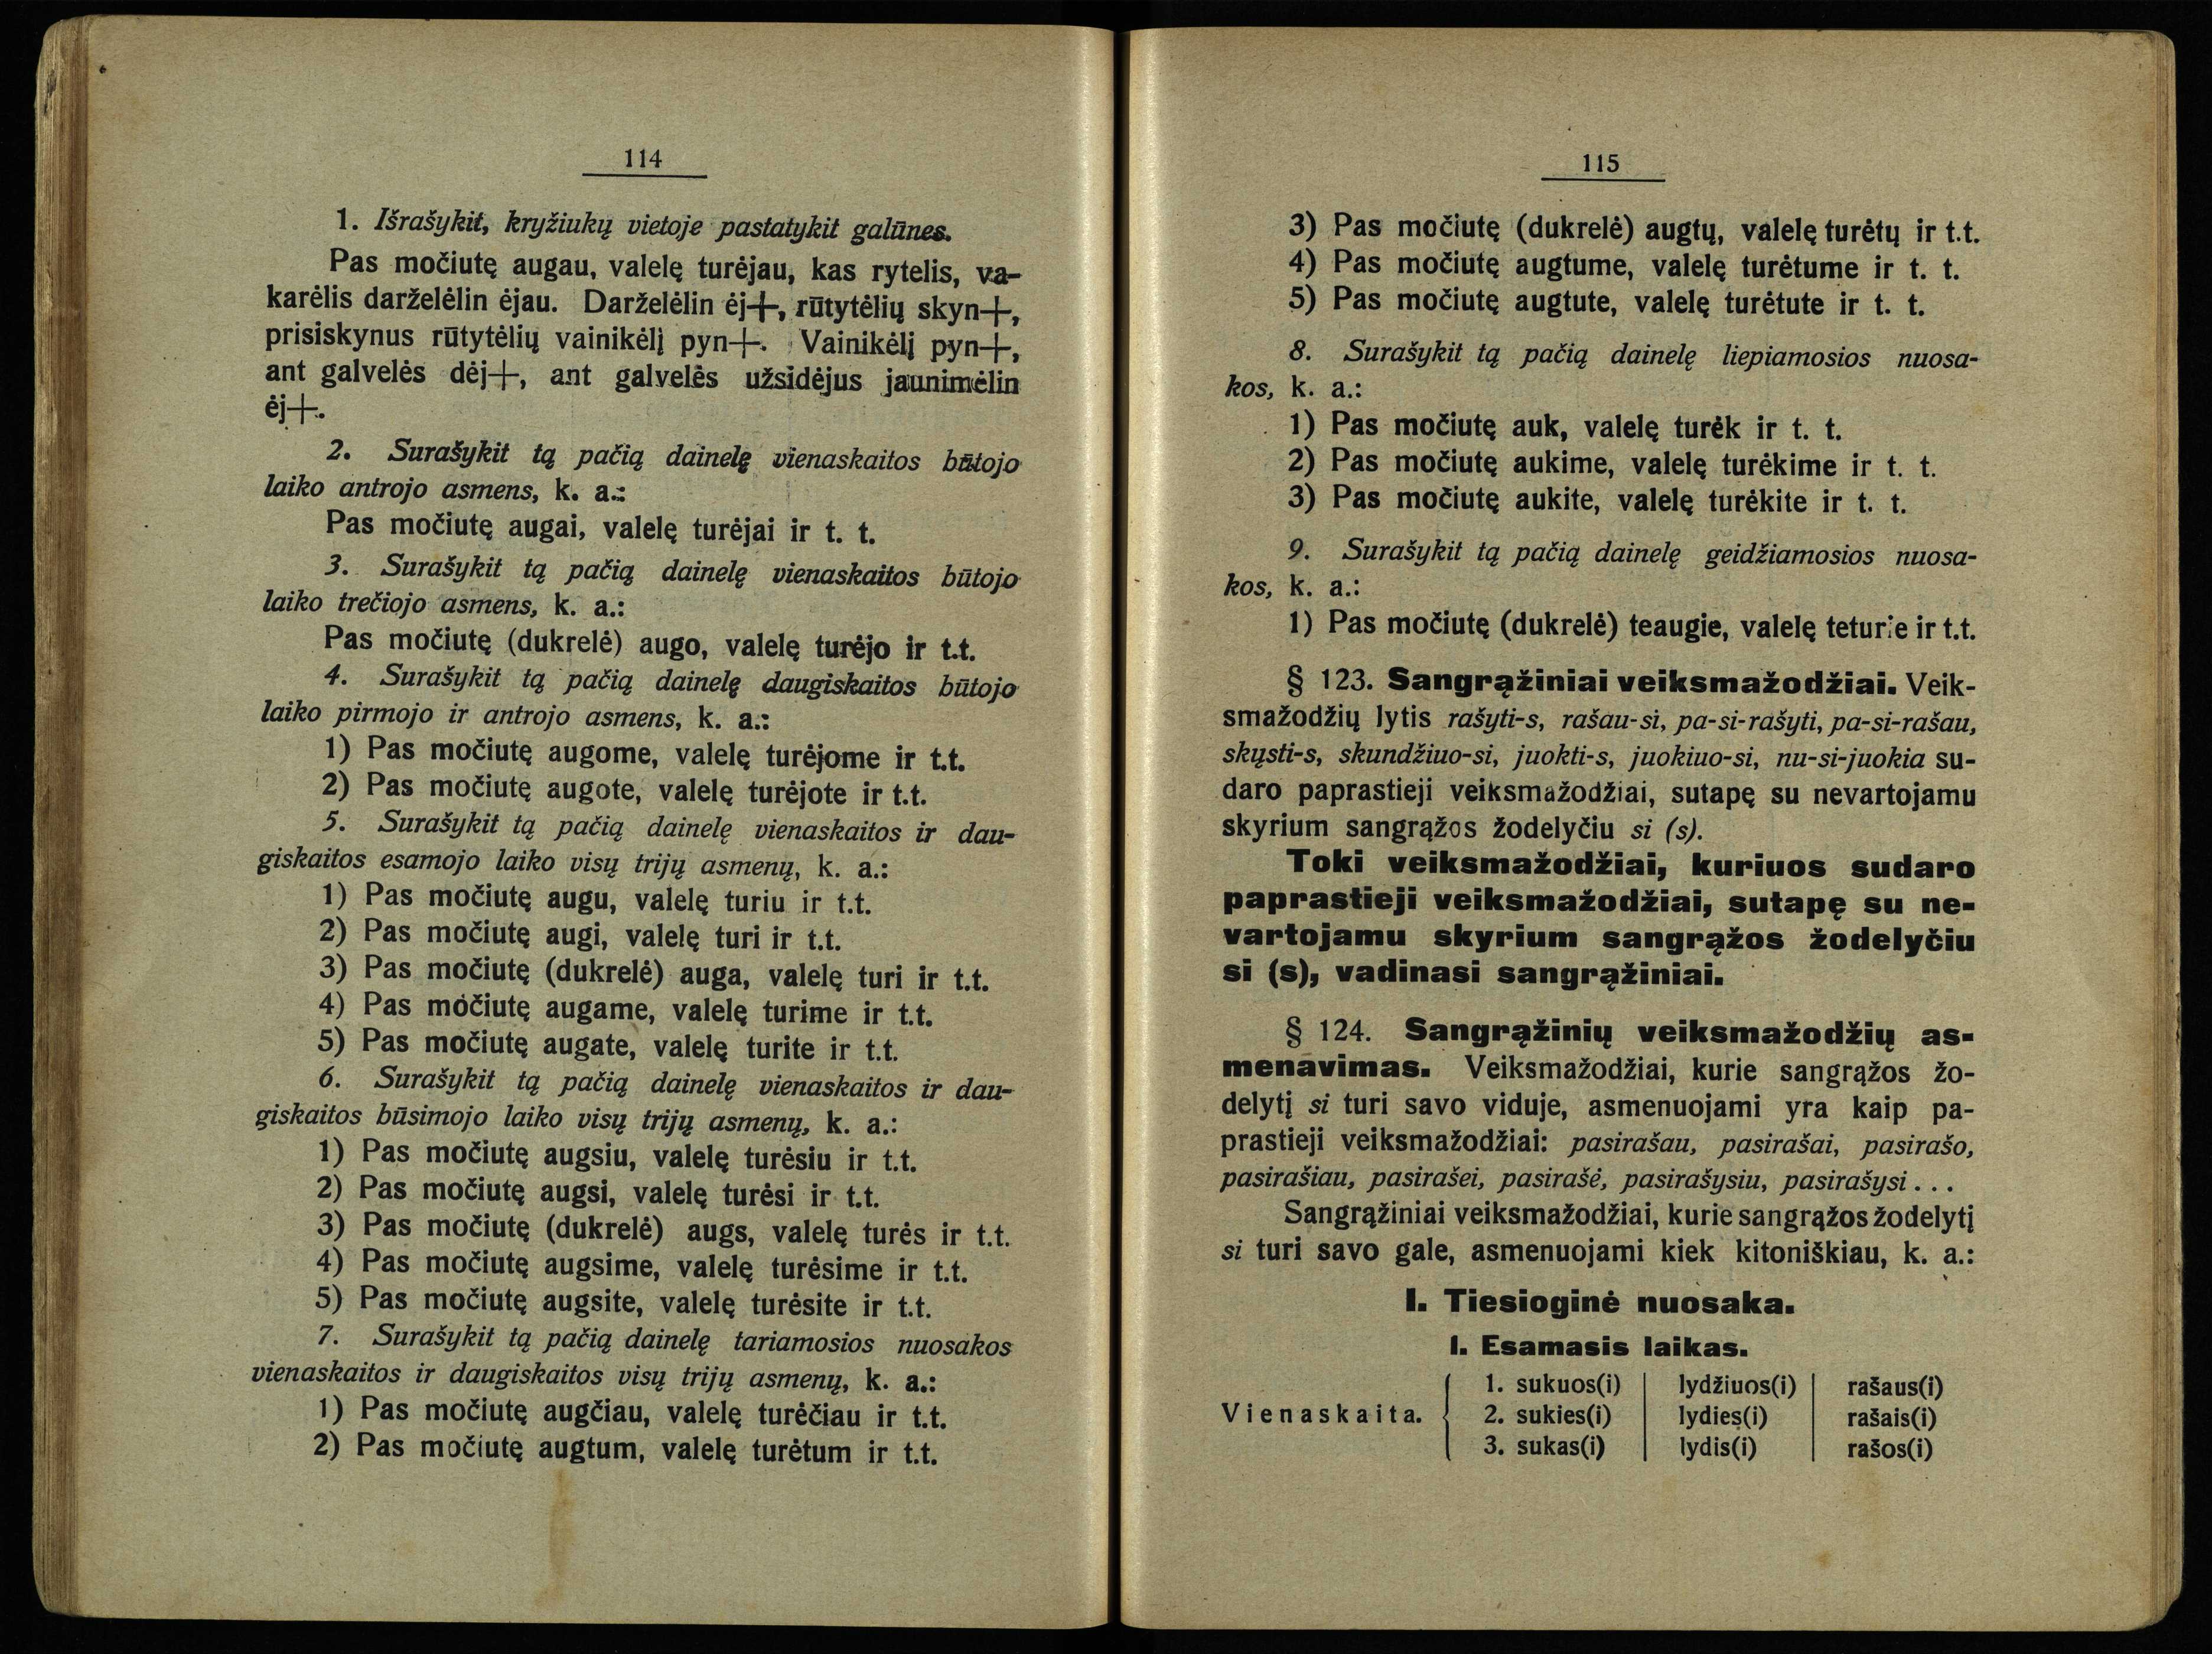 114
1. Išrašykit, kryžiukų vietoje pastatykit galūnes.
Pas močiutę augau, valelę turėjau, kas rytelis, va-
karėlis darželėlin ėjau. Darželėlin ėj+, rūtytėlių skyn+,
prisiskynus rūtytėlių vainikėlį pyn+. Vainikėlį pyn+,
ant galvelės dėj+, ant galvelės užsidėjus jaunimėlin
ėj+.
2. Surašykit tą pačią dainelę vienaskaitos būtojo
laiko antrojo asmens, k. a.:
Pas močiutę augai, valelę turėjai ir t. t.
3. Surašykit tą pačią dainelę vienaskaitos būtojo
laiko trečiojo asmens, k. a.:
Pas močiutę (dukrelė) augo, valelę turėjo ir t.t.
4. Surašykit tą pačią dainelę daugiskaitos būtojo
laiko pirmojo ir antrojo asmens, k. a.:
1) Pas močiutę augome, valelę turėjome ir t.t.
2) Pas močiutę augote, valelę turėjote ir t.t.
5. Surašykit tą pačią dainelę vienaskaitos ir dau-
giskaitos esamojo laiko visų trijų asmenų, k. a.:
1) Pas močiutę augu, valelę turiu ir t.t.
2) Pas močiutę augi, valelę turi ir t.t.
3) Pas močiutę (dukrelė) auga, valelę turi ir t.t.
4) Pas močiutę augame, valelę turime ir t.t.
5) Pas močiutę augate, valelę turite ir t.t.
6. Surašykit tą pačią dainelę vienaskaitos ir dau-
giskaitos būsimojo laiko visų trijų asmenų, k. a.:
1) Pas močiutę augsiu, valelę turėsiu ir t.t.
2) Pas močiutę augsi, valelę turėsi ir t.t.
3) Pas močiutę (dukrelė) augs, valelę turės ir t.t.
4) Pas močiutę augsime, valelę turėsime ir t.t.
5) Pas močiutę augsite, valelę turėsite ir t.t.
7. Surašykit tą pačią dainelę tariamosios nuosakos
vienaskaitos ir daugiskaitos visų trijų asmenų, k. a.:
1) Pas močiutę augčiau, valelę turėčiau ir t.t.
2) Pas močiutę augtum, valelę turėtum ir t.t.
115
3) Pas močiutę (dukrelė) augtų, valelę turėtų ir t.t.
4) Pas močiutę augtume, valelę turėtume ir t. t.
5) Pas močiutę augtute, valelę turėtute ir t. t.
8. Surašykit tą pačią dainelę liepiamosios nuosa-
kos, k. a.:
1) Pas močiutę auk, valelę turėk ir t. t.
2) Pas močiutę aukime, valelę turėkime ir t. t.
3) Pas močiutę aukite, valelę turėkite ir t. t.
9. Surašykit tą pačią dainelę geidžiamosios nuosa-
kos, k. a.:
1) Pas močiutę (dukrelė) teaugie, valelę teturie ir t.t.
§ 123. Sangrąžiniai veiksmažodžiai. Veik-
smažodžių lytis rašyti-s, rašau-si, pa-si-rašyti, pa-si-rašau,
skųsti-s, skundžiuo-si, juokti-s, juokiuo-si, nu-si-juokia su-
daro paprastieji veiksmažodžiai, sutapę su nevartojamu
skyrium sangrąžos žodelyčiu si (s).
Toki veiksmažodžiai, kuriuos sudaro
paprastieji veiksmažodžiai, sutapę su ne-
vartojamu skyrium sangrąžos žodelyčiu
si (s), vadinasi sangrąžiniai.
§ 124. Sangrąžinių veiksmažodžių as-
menavimas. Veiksmažodžiai, kurie sangrąžos žo-
delytį si turi savo viduje, asmenuojami yra kaip pa-
prastieji veiksmažodžiai: pasirašau, pasirašai, pasirašo,
pasirašiau, pasirašei, pasirašė, pasirašysiu, pasirašysi . . .
Sangrąžiniai veiksmažodžiai, kurie sangrąžos žodelytį
si turi savo gale, asmenuojami kiek kitoniškiau, k. a.:
I. Tiesioginė nuosaka.
I. Esamasis laikas.
1. sukuos(i) lydžiuos(i) rašaus(i)
Vienaskaita. 2. sukies(i) lydies(i) rašais(i)
3. sukas(i) lydis(i) rašos(i)